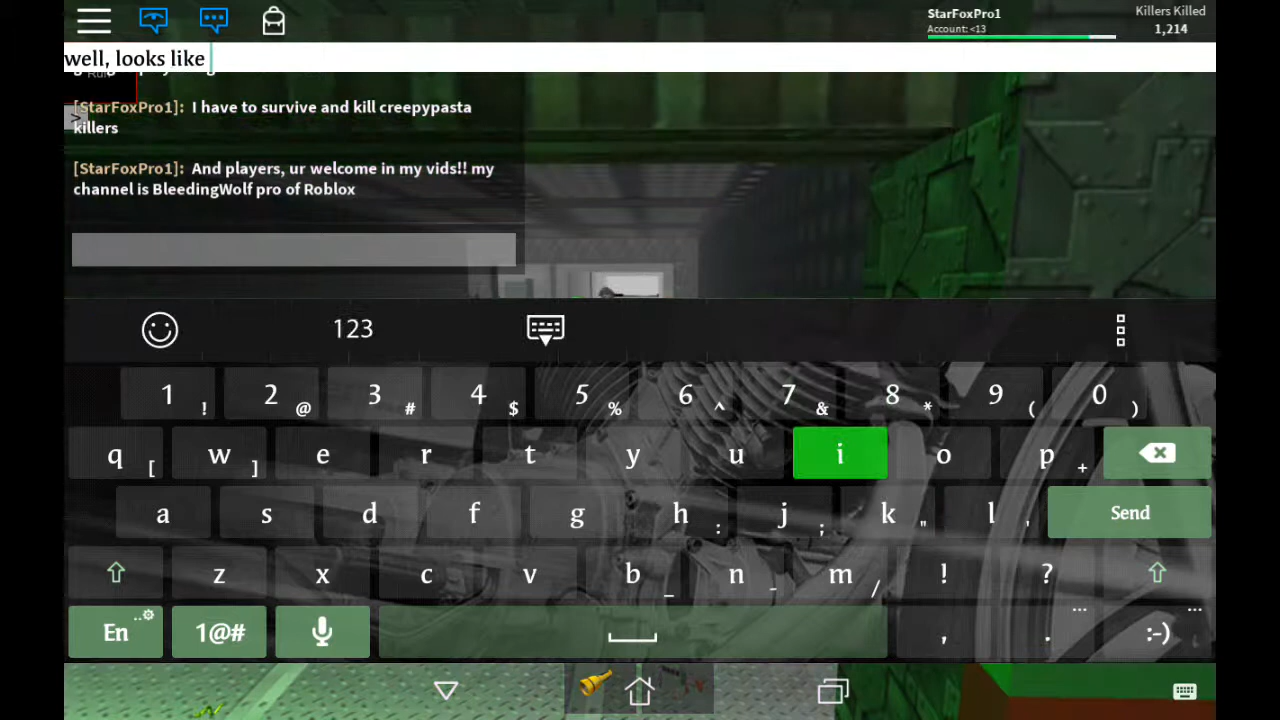 StarFoxPro1
Account: <13
Killers Killed
1,214
well, looks like
[StarFoxPro1]: I have to survive and kill creepypasta
killers
[StarFoxPro1]: And players, ur welcome in my vids!! my
channel is BleedingWolf pro of Roblox
123
1 ! 2 @ 3 # 4 $ 5 % 6 ^ 7 & 8 * 9 ( 0 )
q [ w ] e r t y u i o p +
a s d f g h : j ; k " l ' Send
z x c v b _ n - m / ! ?
En 1@# , . :-)